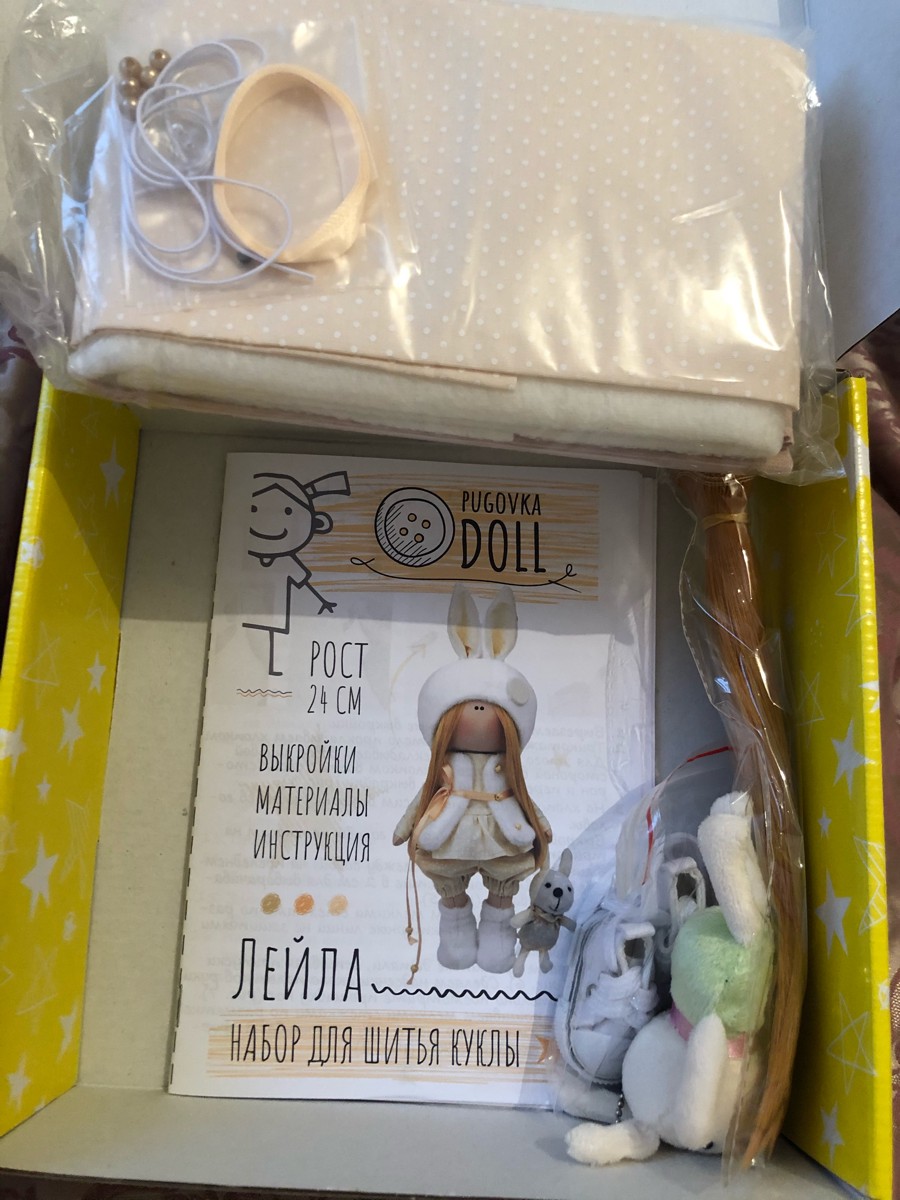 PUGOVKA
DOLL
РОСТ
24 СМ
ВЫКРОЙКИ
МАТЕРИАЛЫ
ИНСТРУКЦИЯ
ЛЕЙЛА
НАБОР ДЛЯ ШИТЬЯ КУКЛЫ